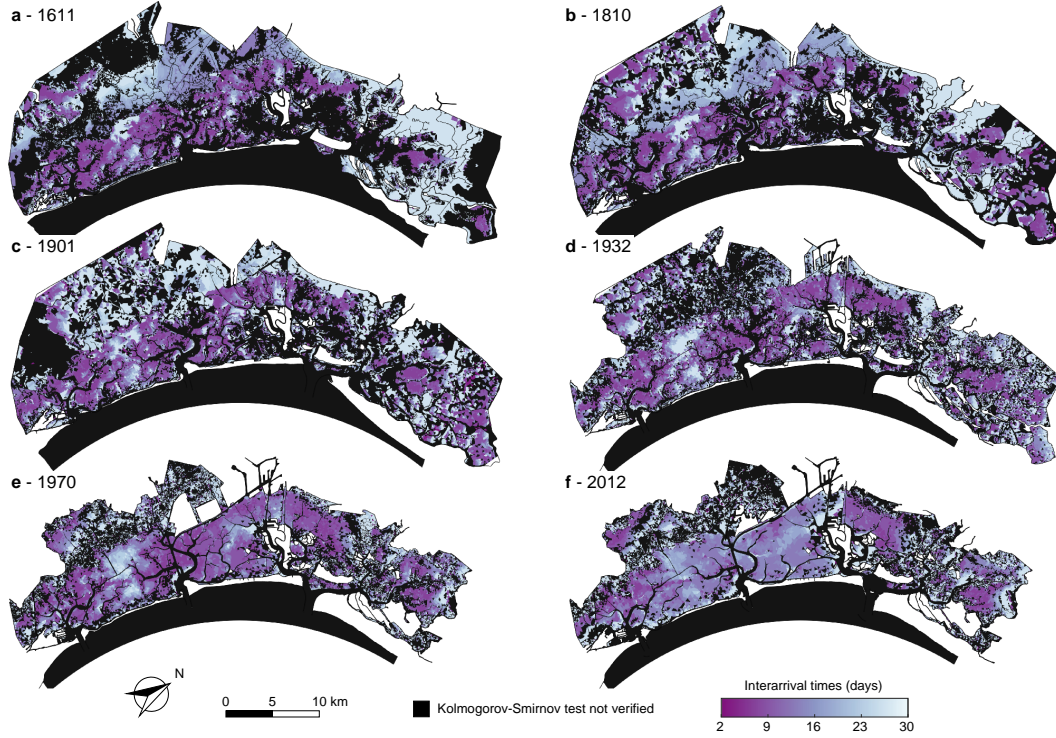 a - 1611
b - 1810
c - 1901
d - 1932
e - 1970
f - 2012
N
0 5 10 km
Kolmogorov-Smirnov test not verified
Interarrival times (days)
2 9 16 23 30